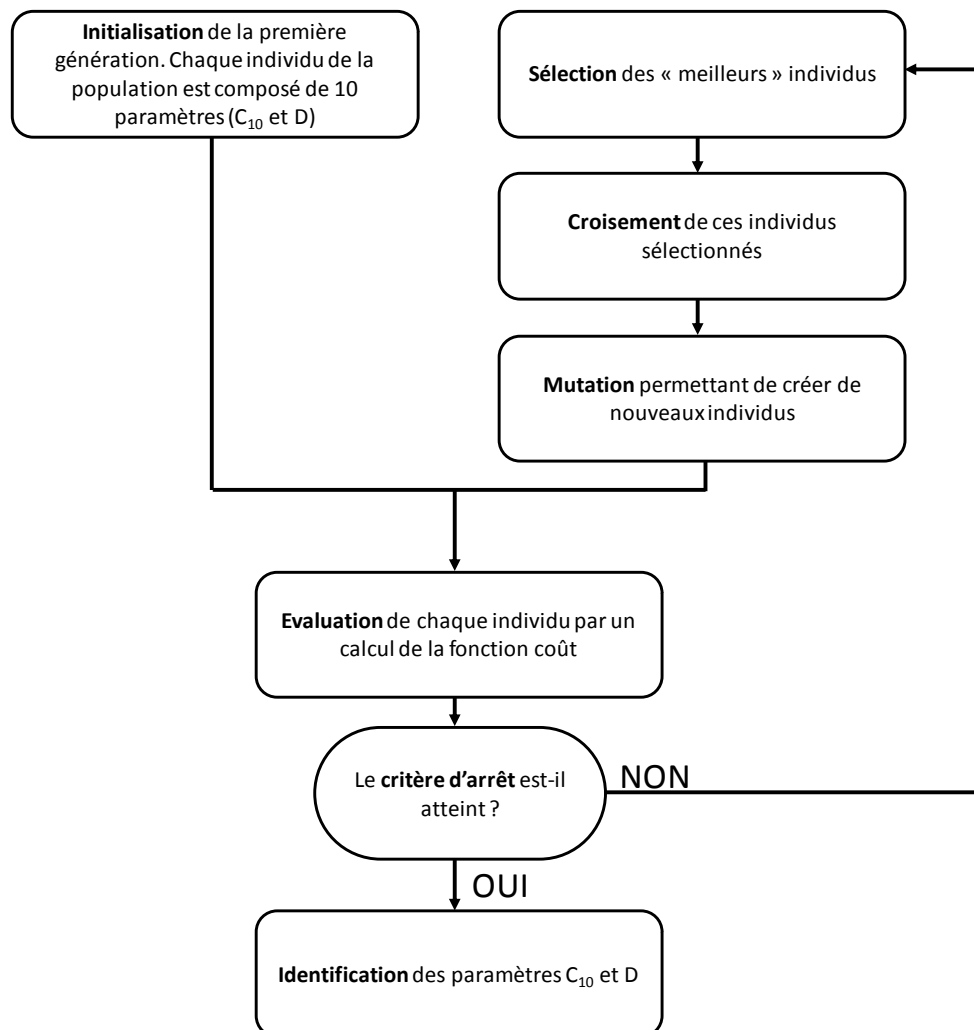 Initialisation de la première
génération. Chaque individu de la
population est composé de 10
paramètres (C10 et D)
Sélection des « meilleurs » individus
Croisement de ces individus
sélectionnés
Mutation permettant de créer de
nouveaux individus
Evaluation de chaque individu par un
calcul de la fonction coût
Le critère d'arrêt est-il
atteint ?
NON
OUI
Identification des paramètres C10 et D